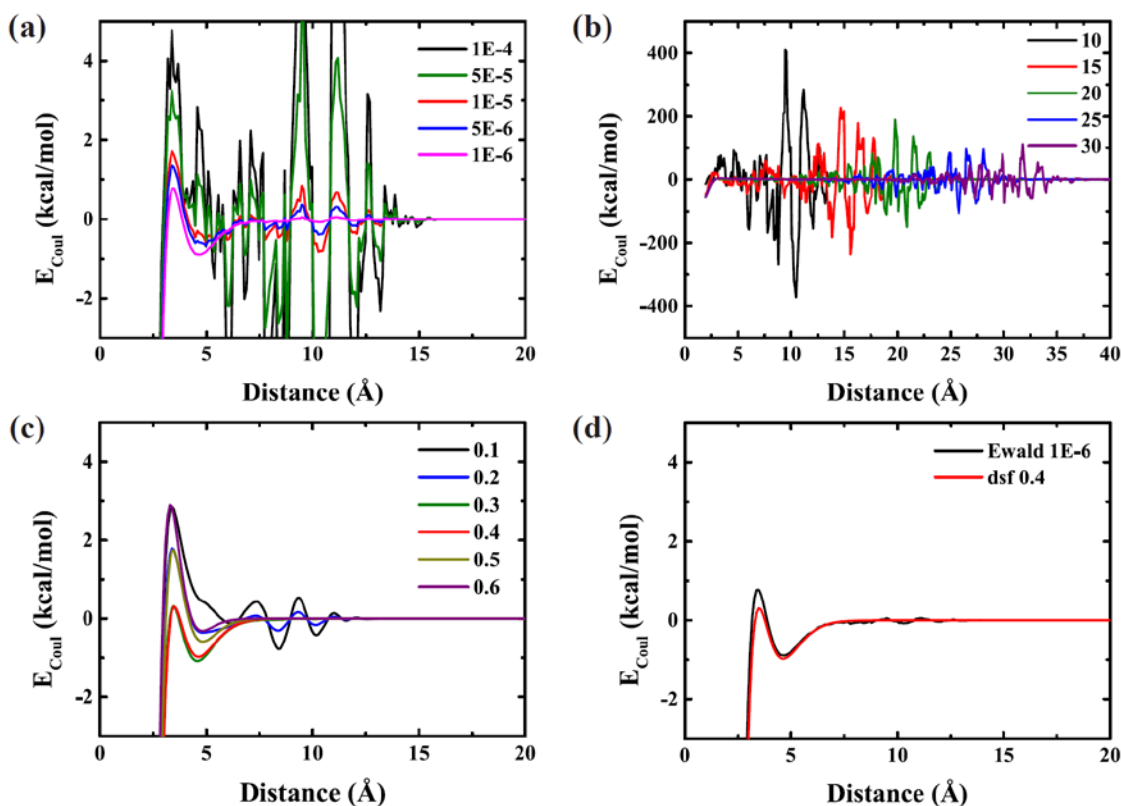 (a)
1E-4
5E-5
1E-5
5E-6
1E-6
E_Coul (kcal/mol)
4
2
0
-2
0
5
10
15
20
Distance (Å)
(b)
10
15
20
25
30
E_Coul (kcal/mol)
400
200
0
-200
-400
0
5
10
15
20
25
30
35
40
Distance (Å)
(c)
0.1
0.2
0.3
0.4
0.5
0.6
E_Coul (kcal/mol)
4
2
0
-2
0
5
10
15
20
Distance (Å)
(d)
Ewald 1E-6
dsf 0.4
E_Coul (kcal/mol)
4
2
0
-2
0
5
10
15
20
Distance (Å)